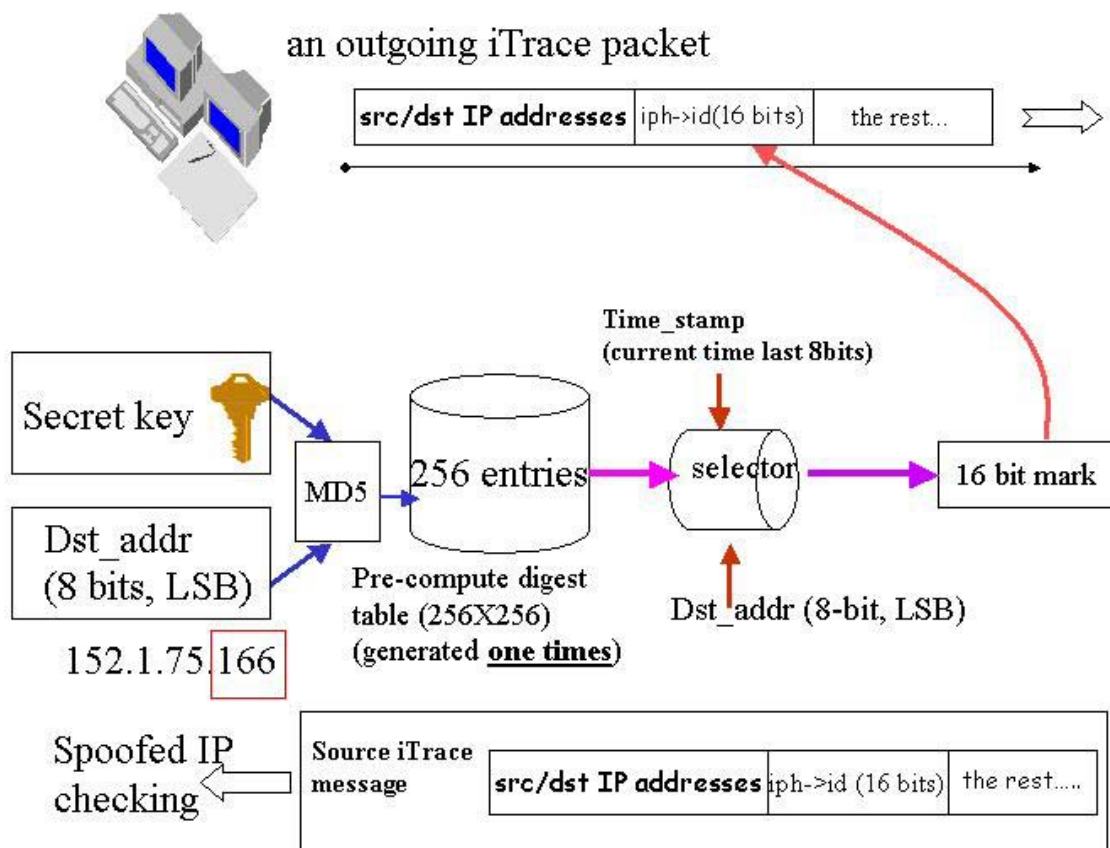 an outgoing iTrace packet
src/dst IP addresses
iph->id(16 bits)
the rest...
Time_stamp
(current time last 8bits)
Secret key
MD5
256 entries
selector
16 bit mark
Dst_addr
(8 bits, LSB)
Pre-compute digest
table (256X256)
(generated one times)
Dst_addr (8-bit, LSB)
152.1.75.166
Spoofed IP
checking
Source iTrace
message
src/dst IP addresses
iph->id (16 bits)
the rest.....